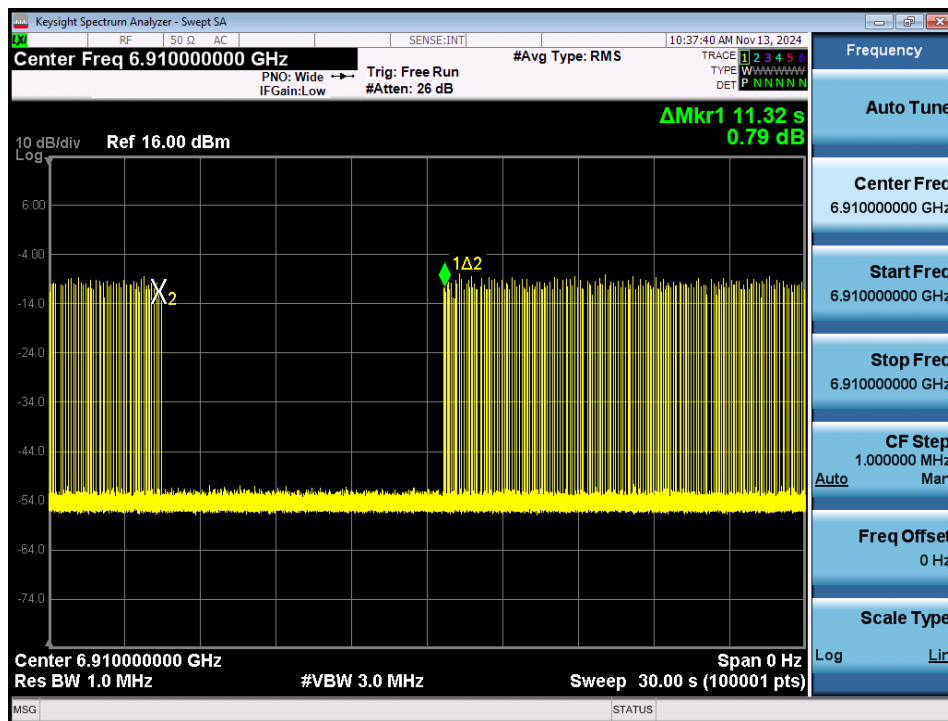 Keysight Spectrum Analyzer - Swept SA
LXI
RF 50 Ω AC SENSE:INT 10:37:40 AM Nov 13, 2024
Center Freq 6.910000000 GHz
PNO: Wide
IFGain:Low
Trig: Free Run
#Atten: 26 dB
#Avg Type: RMS
TRACE 1 2 3 4 5 6
TYPE WWWWWW
DET P N N N N N
ΔMkr1 11.32 s
0.79 dB
10 dB/div Ref 16.00 dBm
Log
6.00
-4.00
-14.0
-24.0
-34.0
-44.0
-54.0
-64.0
-74.0
1Δ2
X2
Center 6.910000000 GHz
Span 0 Hz
Res BW 1.0 MHz
#VBW 3.0 MHz
Sweep 30.00 s (100001 pts)
MSG
STATUS
Frequency
Auto Tune
Center Freq
6.910000000 GHz
Start Freq
6.910000000 GHz
Stop Freq
6.910000000 GHz
CF Step
1.000000 MHz
Auto Man
Freq Offset
0 Hz
Scale Type
Log Lin